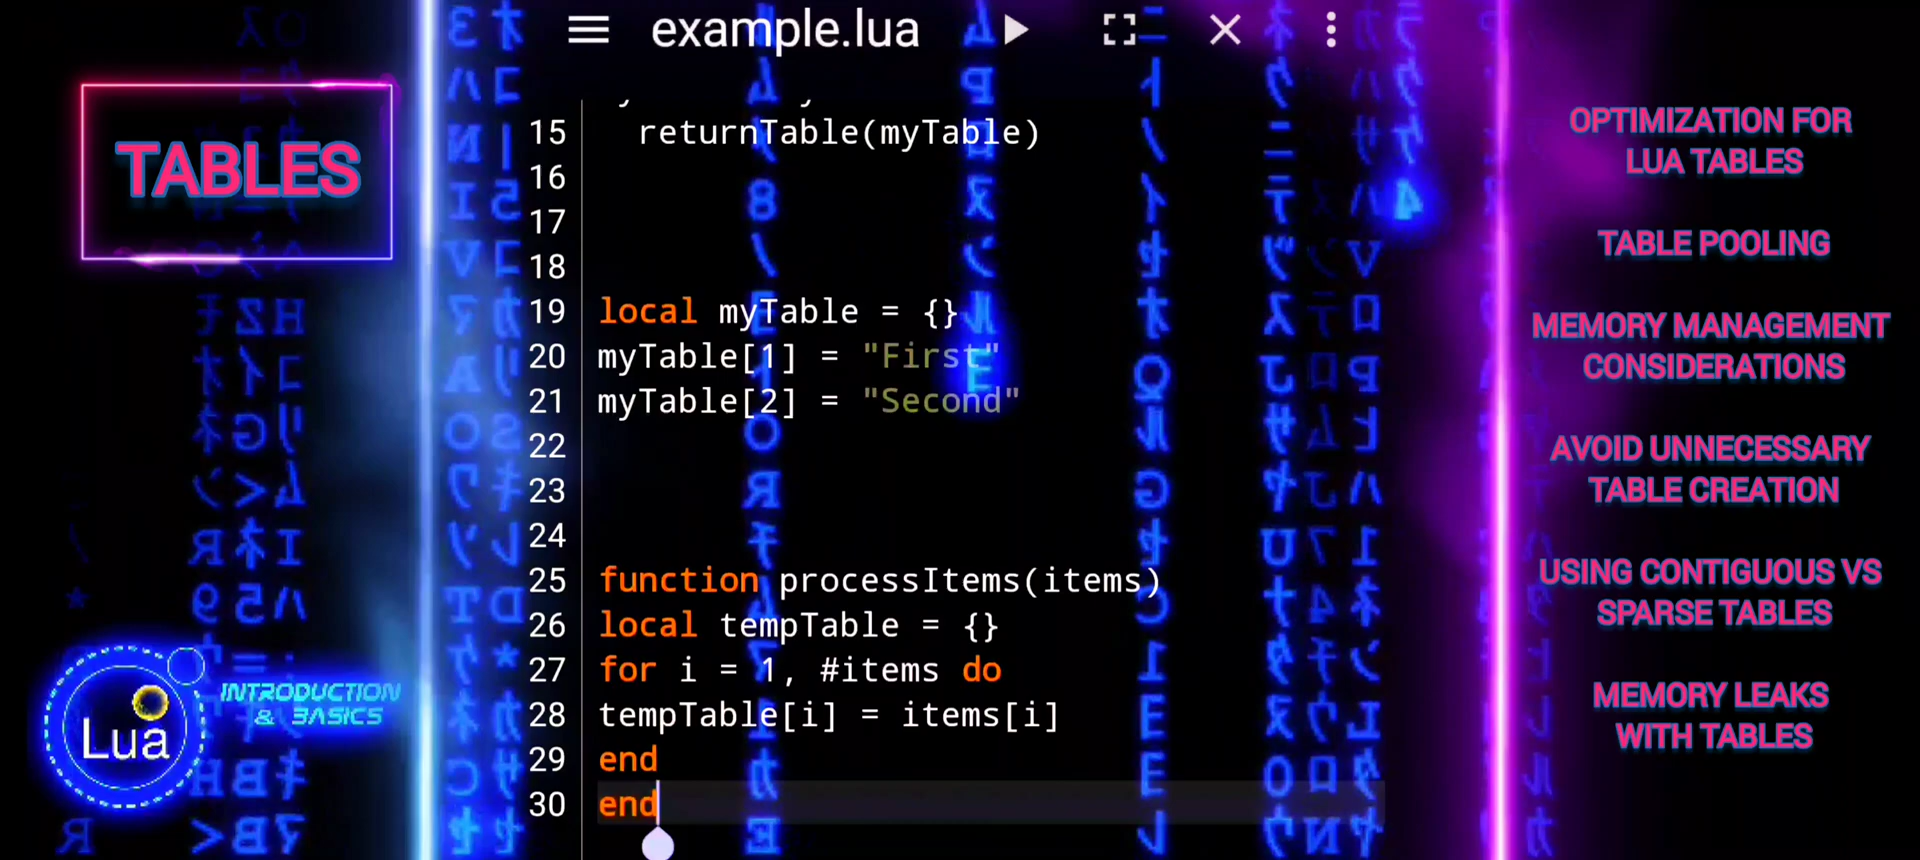 example.lua
TABLES
15 returnTable(myTable)
16
17
18
19 local myTable = {}
20 myTable[1] = "First"
21 myTable[2] = "Second"
22
23
24
25 function processItems(items)
26 local tempTable = {}
27 for i = 1, #items do
28 tempTable[i] = items[i]
29 end
30 end
OPTIMIZATION FOR
LUA TABLES
TABLE POOLING
MEMORY MANAGEMENT
CONSIDERATIONS
AVOID UNNECESSARY
TABLE CREATION
USING CONTIGUOUS VS
SPARSE TABLES
MEMORY LEAKS
WITH TABLES
Lua
INTRODUCTION
& BASICS